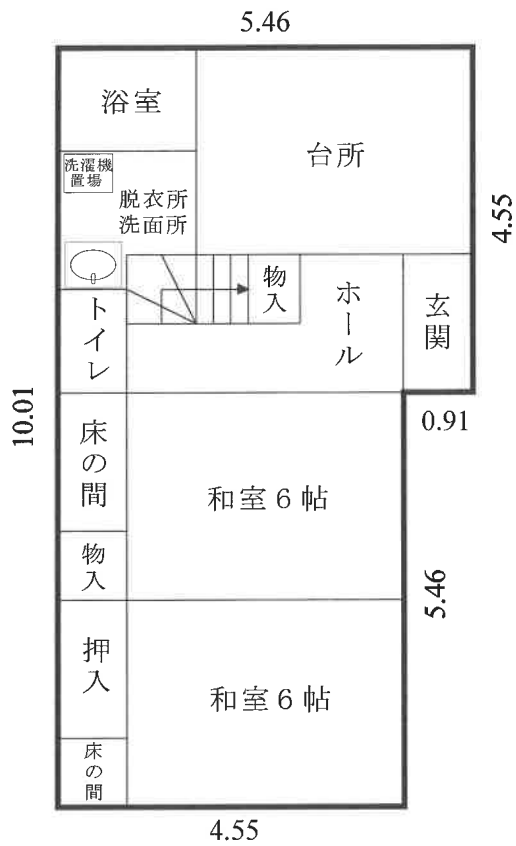 5.46
浴室
台所
洗濯機
置場
脱衣所
洗面所
4.55
物入
ホール
玄関
トイレ
10.01
0.91
床の間
和室6帖
物入
5.46
押入
和室6帖
床の間
4.55